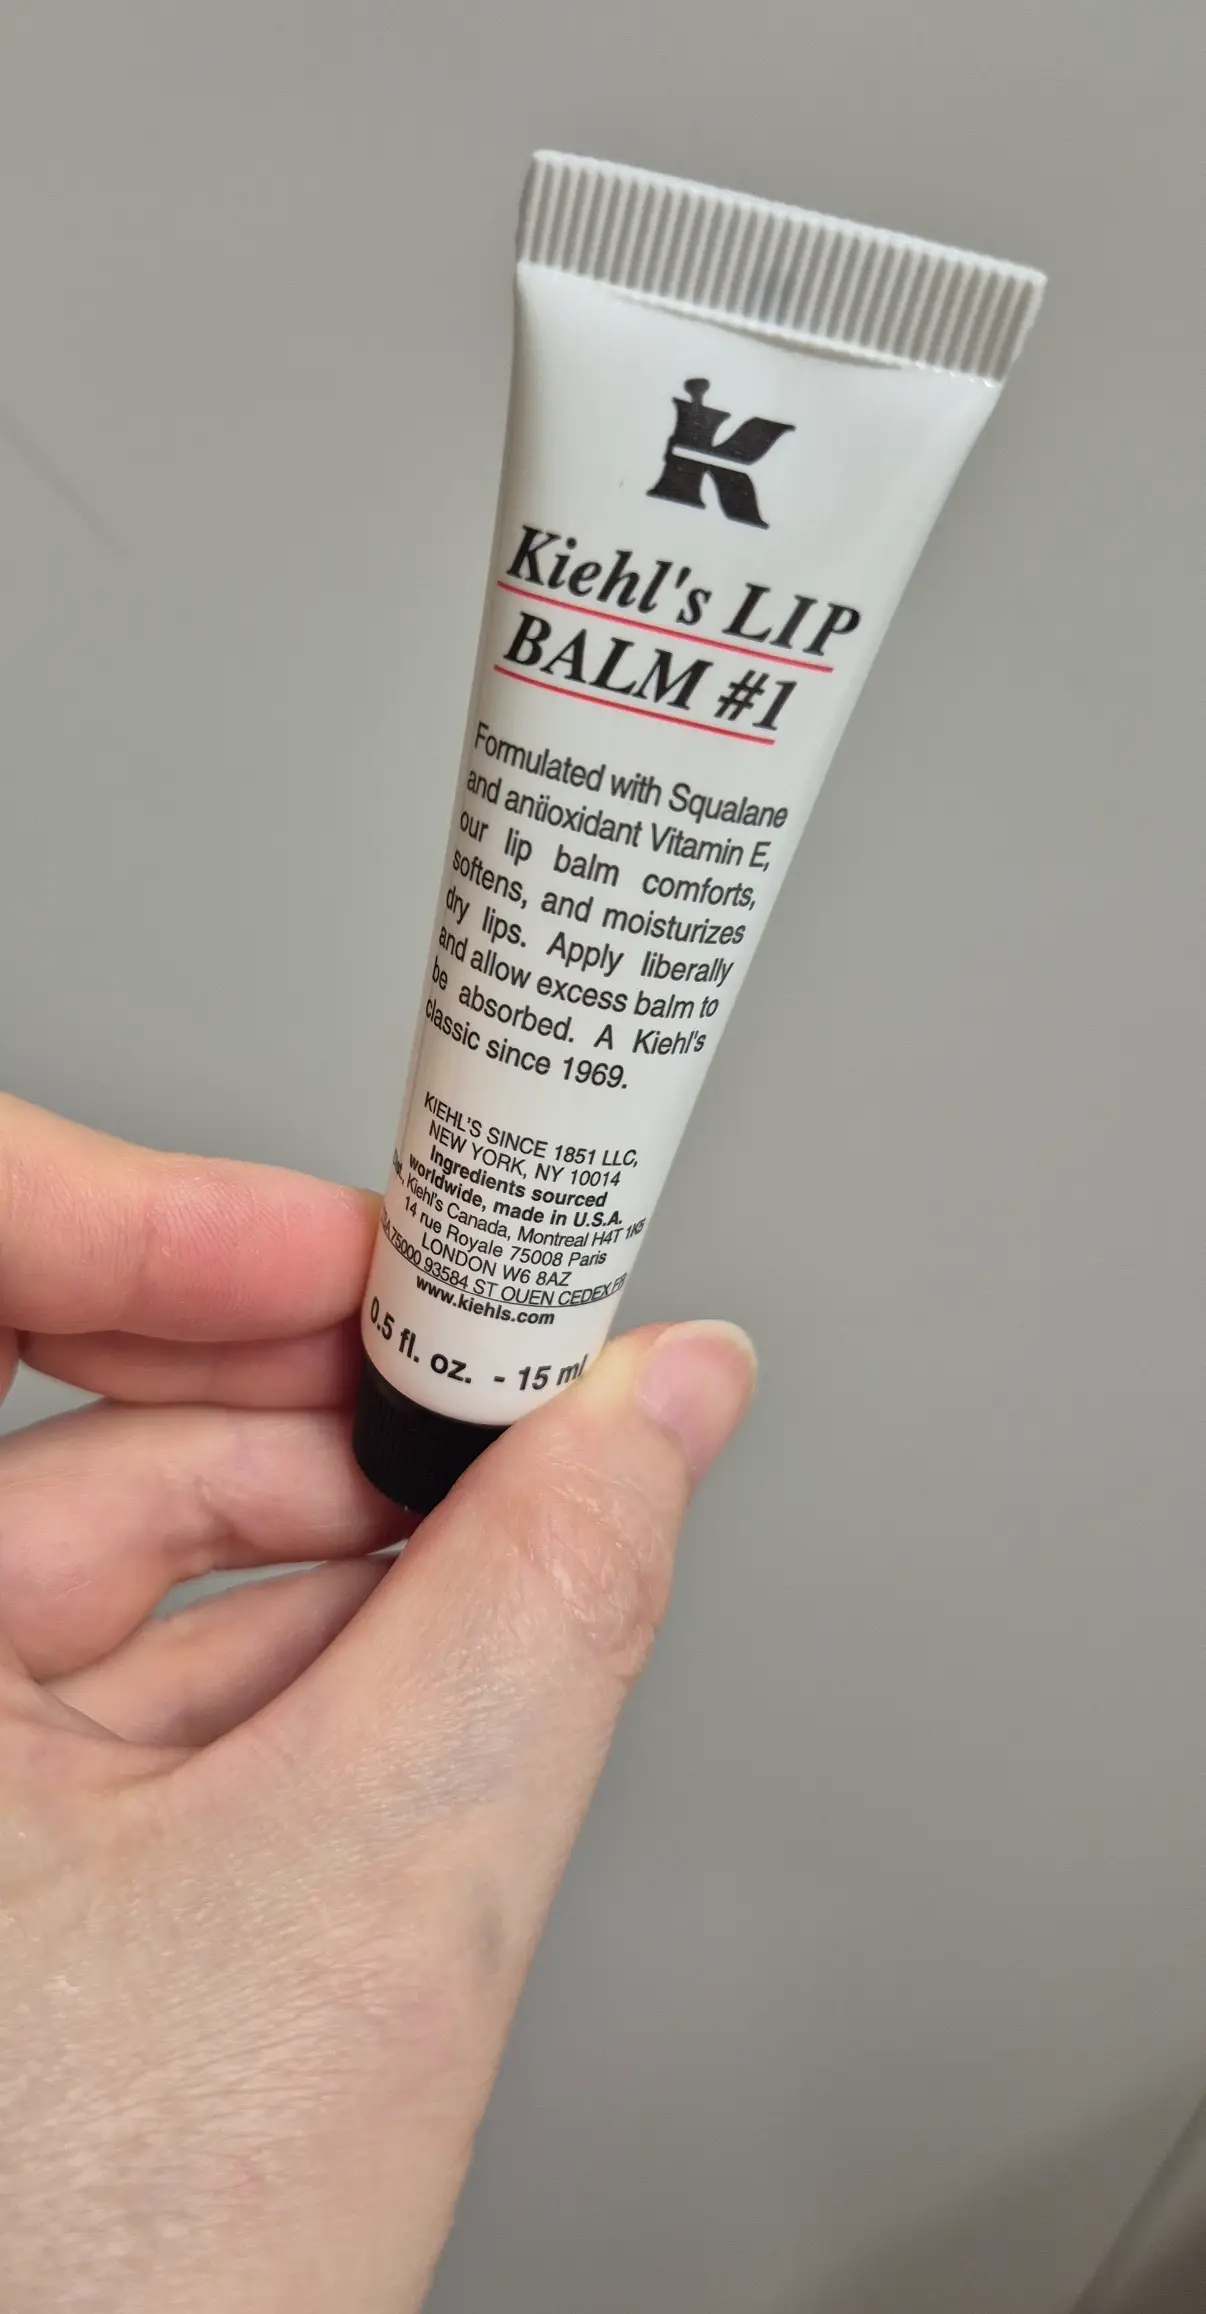 K
Kiehl's LIP
BALM #1
Formulated with Squalane
and antioxidant Vitamin E,
our lip balm comforts,
softens, and moisturizes
dry lips. Apply liberally
and allow excess balm to
be absorbed. A Kiehl's
classic since 1969.
KIEHL'S SINCE 1851 LLC,
NEW YORK, NY 10014
Ingredients sourced
worldwide, made in U.S.A.
Kiehl's Canada, Montreal H4T 1K5
14 rue Royale 75008 Paris
LONDON W6 8AZ
75000 93584 ST OUEN CEDEX FR
www.kiehls.com
0.5 fl. oz. - 15 ml